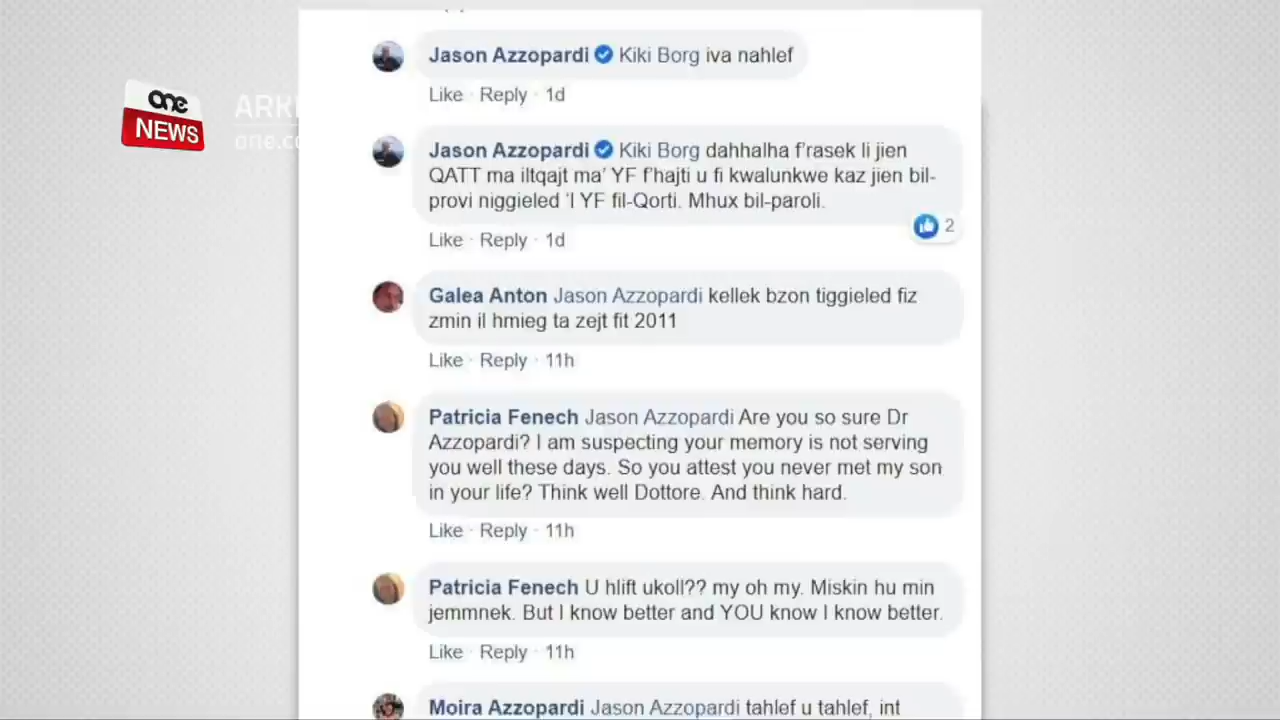 one
NEWS
one.co
Jason Azzopardi Kiki Borg iva nahlef
Like · Reply · 1d
Jason Azzopardi Kiki Borg dahhalha f'rasek li jien
QATT ma iltqajt ma' YF f'hajti u fi kwalunkwe kaz jien bil-
provi niggieled 'l YF fil-Qorti. Mhux bil-paroli.
2
Like · Reply · 1d
Galea Anton Jason Azzopardi kellek bzon tiggieled fiz
zmin il hmieg ta zejt fit 2011
Like · Reply · 11h
Patricia Fenech Jason Azzopardi Are you so sure Dr
Azzopardi? I am suspecting your memory is not serving
you well these days. So you attest you never met my son
in your life? Think well Dottore. And think hard.
Like · Reply · 11h
Patricia Fenech U hlift ukoll?? my oh my. Miskin hu min
jemmnek. But I know better and YOU know I know better.
Like · Reply · 11h
Moira Azzopardi Jason Azzopardi tahlef u tahlef, int